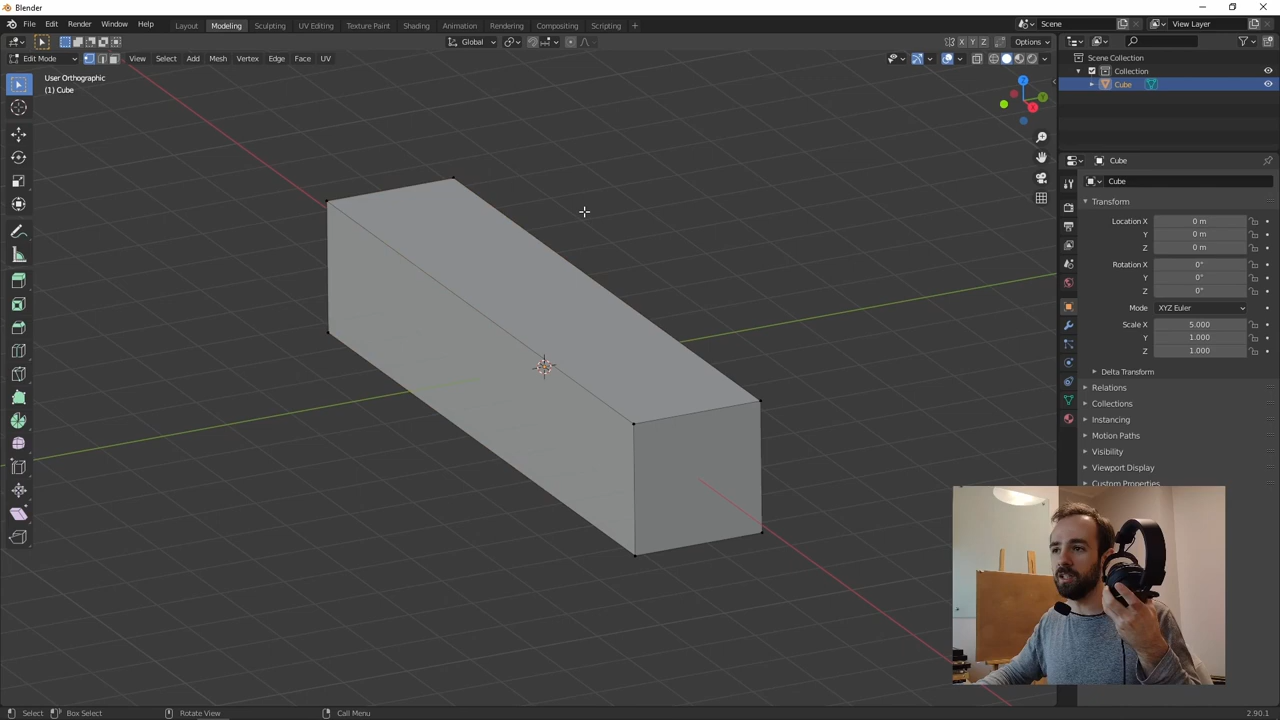 Blender
File Edit Render Window Help
Layout Modeling Sculpting UV Editing Texture Paint Shading Animation Rendering Compositing Scripting +
Scene
View Layer
Global
Options
Edit Mode View Select Add Mesh Vertex Edge Face UV
X Y Z
User Orthographic
(1) Cube
Scene Collection
Collection
Cube
Z
Y
X
Cube
Cube
Transform
Location X 0 m
Y 0 m
Z 0 m
Rotation X 0°
Y 0°
Z 0°
Mode XYZ Euler
Scale X 5.000
Y 1.000
Z 1.000
Delta Transform
Relations
Collections
Instancing
Motion Paths
Visibility
Viewport Display
Custom Properties
Select Box Select Rotate View Call Menu 2.90.1